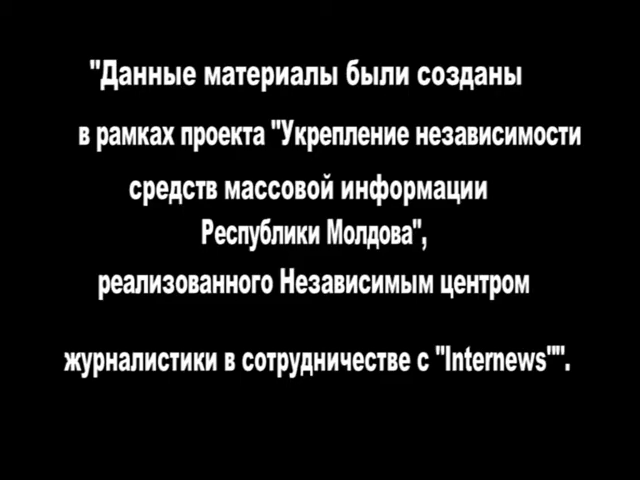 "Данные материалы были созданы
в рамках проекта "Укрепление независимости
средств массовой информации
Республики Молдова",
реализованного Независимым центром
журналистики в сотрудничестве с "Internews"".